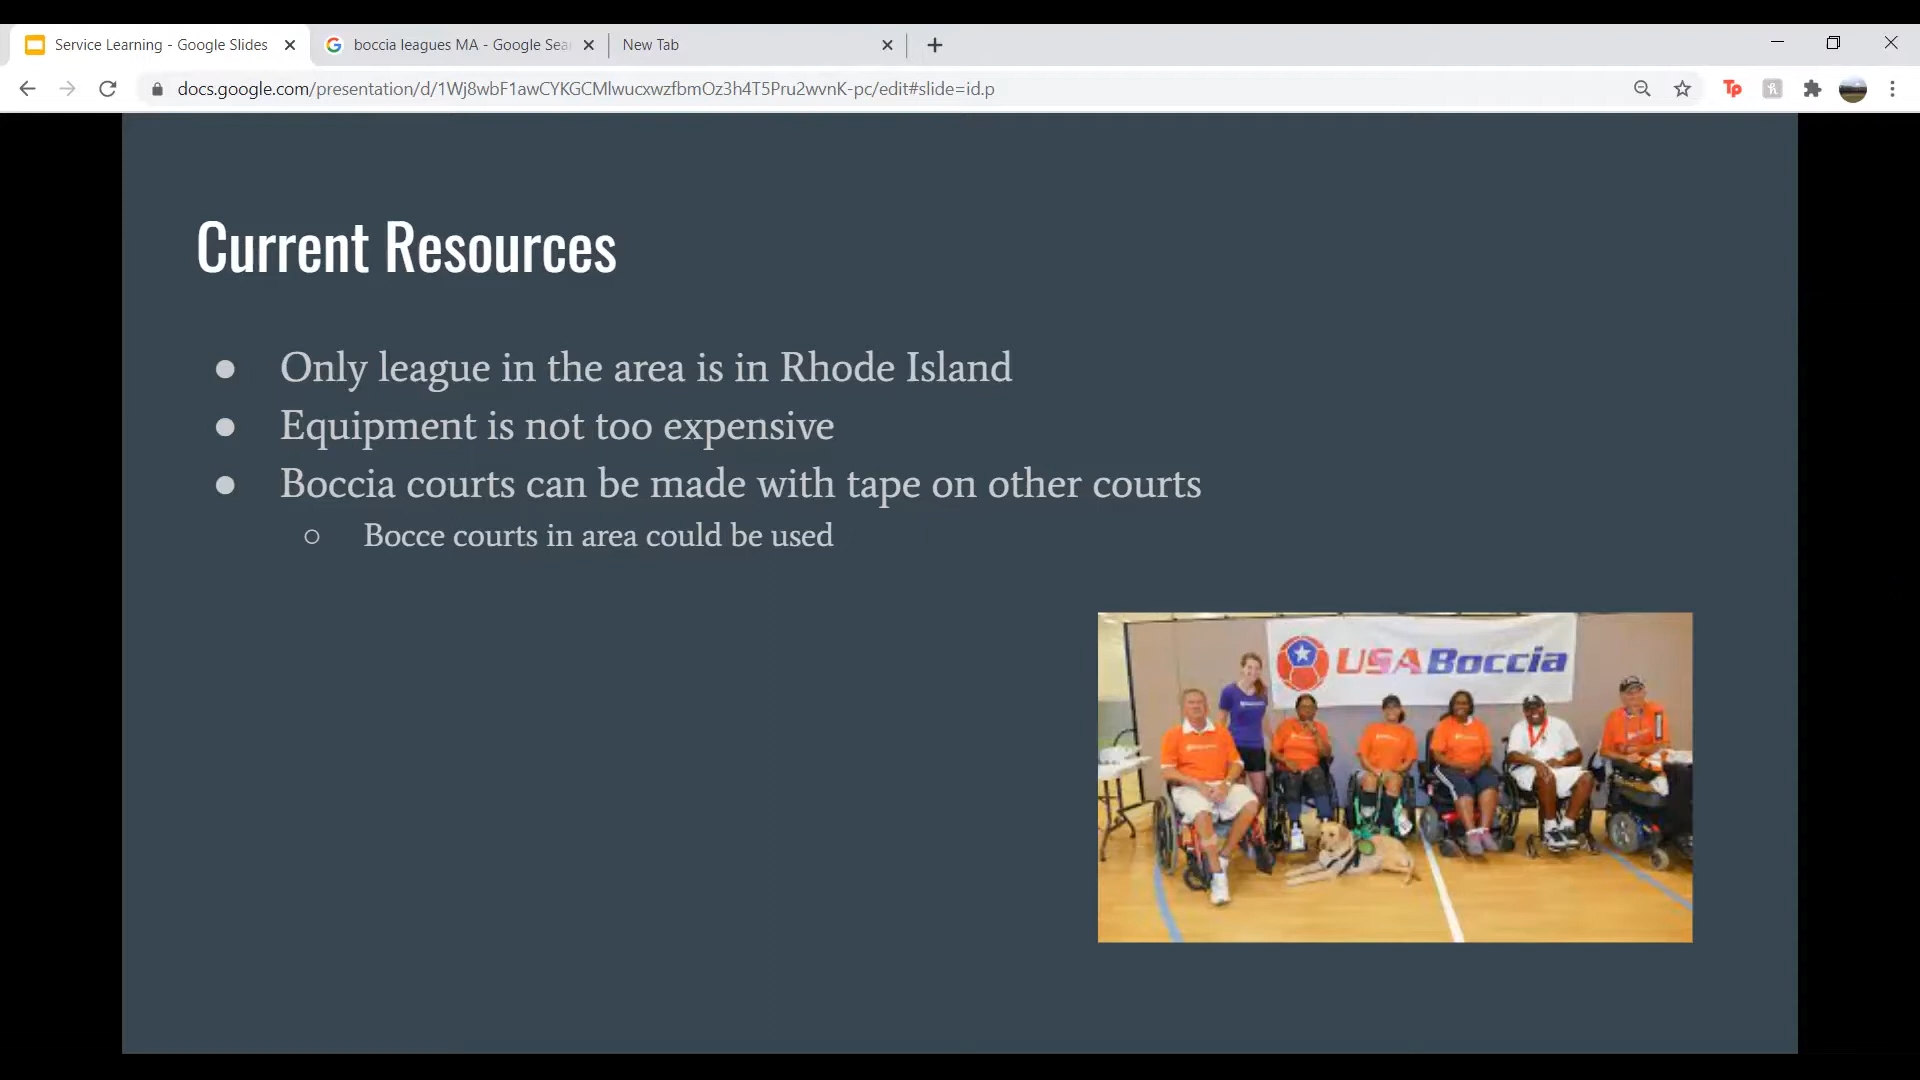 Service Learning - Google Slides
boccia leagues MA - Google Sea
New Tab
docs.google.com/presentation/d/1Wj8wbF1awCYKGCMlwucxwzfbmOz3h4T5Pru2wvnK-pc/edit#slide=id.p
Current Resources
Only league in the area is in Rhode Island
Equipment is not too expensive
Boccia courts can be made with tape on other courts
Bocce courts in area could be used
USA Boccia